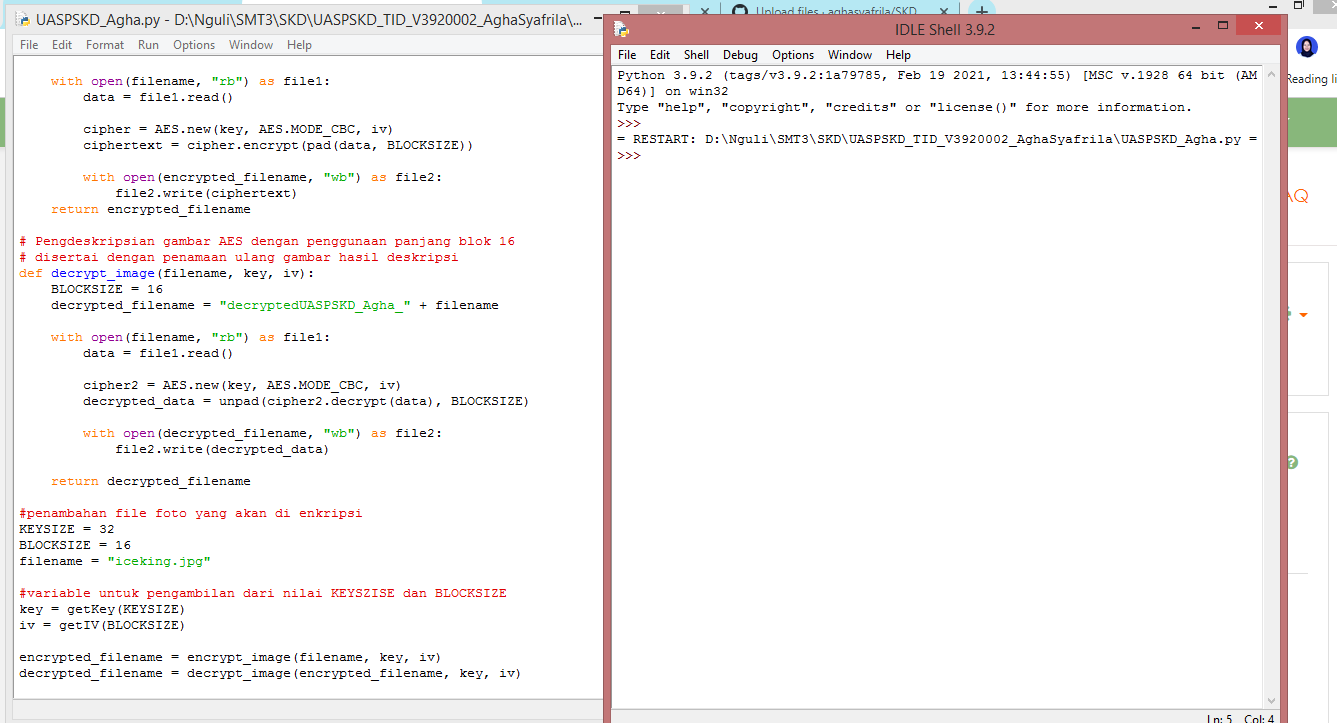 UASPSKD_Agha.py - D:\Nguli\SMT3\SKD\UASPSKD_TID_V3920002_AghaSyafrila\...
File Edit Format Run Options Window Help
with open(filename, "rb") as file1:
data = file1.read()
cipher = AES.new(key, AES.MODE_CBC, iv)
ciphertext = cipher.encrypt(pad(data, BLOCKSIZE))
with open(encrypted_filename, "wb") as file2:
file2.write(ciphertext)
return encrypted_filename
# Pengdeskripsian gambar AES dengan penggunaan panjang blok 16
# disertai dengan penamaan ulang gambar hasil deskripsi
def decrypt_image(filename, key, iv):
BLOCKSIZE = 16
decrypted_filename = "decryptedUASPSKD_Agha_" + filename
with open(filename, "rb") as file1:
data = file1.read()
cipher2 = AES.new(key, AES.MODE_CBC, iv)
decrypted_data = unpad(cipher2.decrypt(data), BLOCKSIZE)
with open(decrypted_filename, "wb") as file2:
file2.write(decrypted_data)
return decrypted_filename
#penambahan file foto yang akan di enkripsi
KEYSIZE = 32
BLOCKSIZE = 16
filename = "iceking.jpg"
#variable untuk pengambilan dari nilai KEYSZISE dan BLOCKSIZE
key = getKey(KEYSIZE)
iv = getIV(BLOCKSIZE)
encrypted_filename = encrypt_image(filename, key, iv)
decrypted_filename = decrypt_image(encrypted_filename, key, iv)
Upload files · aghasyafrila/SKD
IDLE Shell 3.9.2
File Edit Shell Debug Options Window Help
Python 3.9.2 (tags/v3.9.2:1a79785, Feb 19 2021, 13:44:55) [MSC v.1928 64 bit (AM
D64)] on win32
Type "help", "copyright", "credits" or "license()" for more information.
>>>
= RESTART: D:\Nguli\SMT3\SKD\UASPSKD_TID_V3920002_AghaSyafrila\UASPSKD_Agha.py =
>>>
Ln: 5 Col: 4
Reading li
AQ